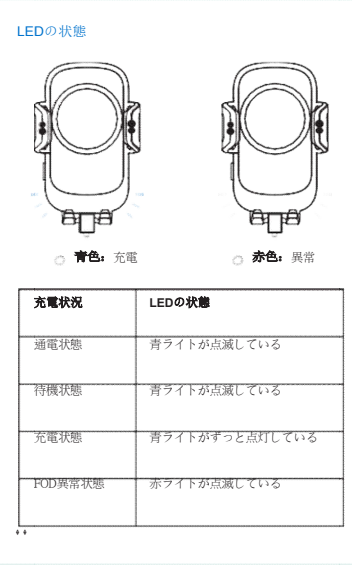 LEDの状態
青色：充電
赤色：異常
充電状況 LEDの状態
通電状態 青ライトが点滅している
待機状態 青ライトが点滅している
充電状態 青ライトがずっと点灯している
FOD異常状態 赤ライトが点滅している